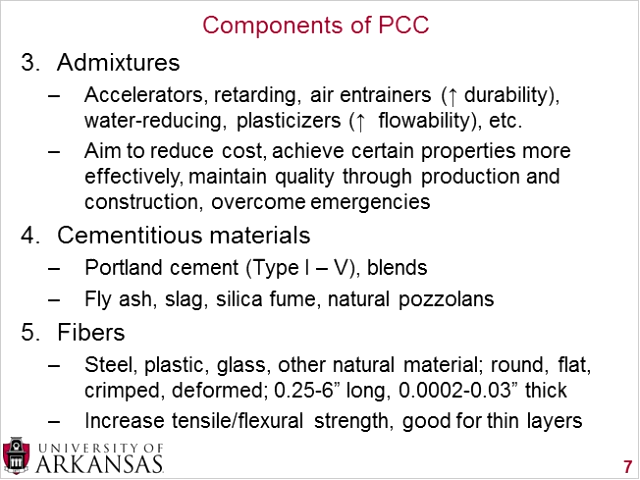 Components of PCC
3. Admixtures
– Accelerators, retarding, air entrainers (↑ durability),
water-reducing, plasticizers (↑ flowability), etc.
– Aim to reduce cost, achieve certain properties more
effectively, maintain quality through production and
construction, overcome emergencies
4. Cementitious materials
– Portland cement (Type I – V), blends
– Fly ash, slag, silica fume, natural pozzolans
5. Fibers
– Steel, plastic, glass, other natural material; round, flat,
crimped, deformed; 0.25-6” long, 0.0002-0.03” thick
– Increase tensile/flexural strength, good for thin layers
UNIVERSITY OF
ARKANSAS
7